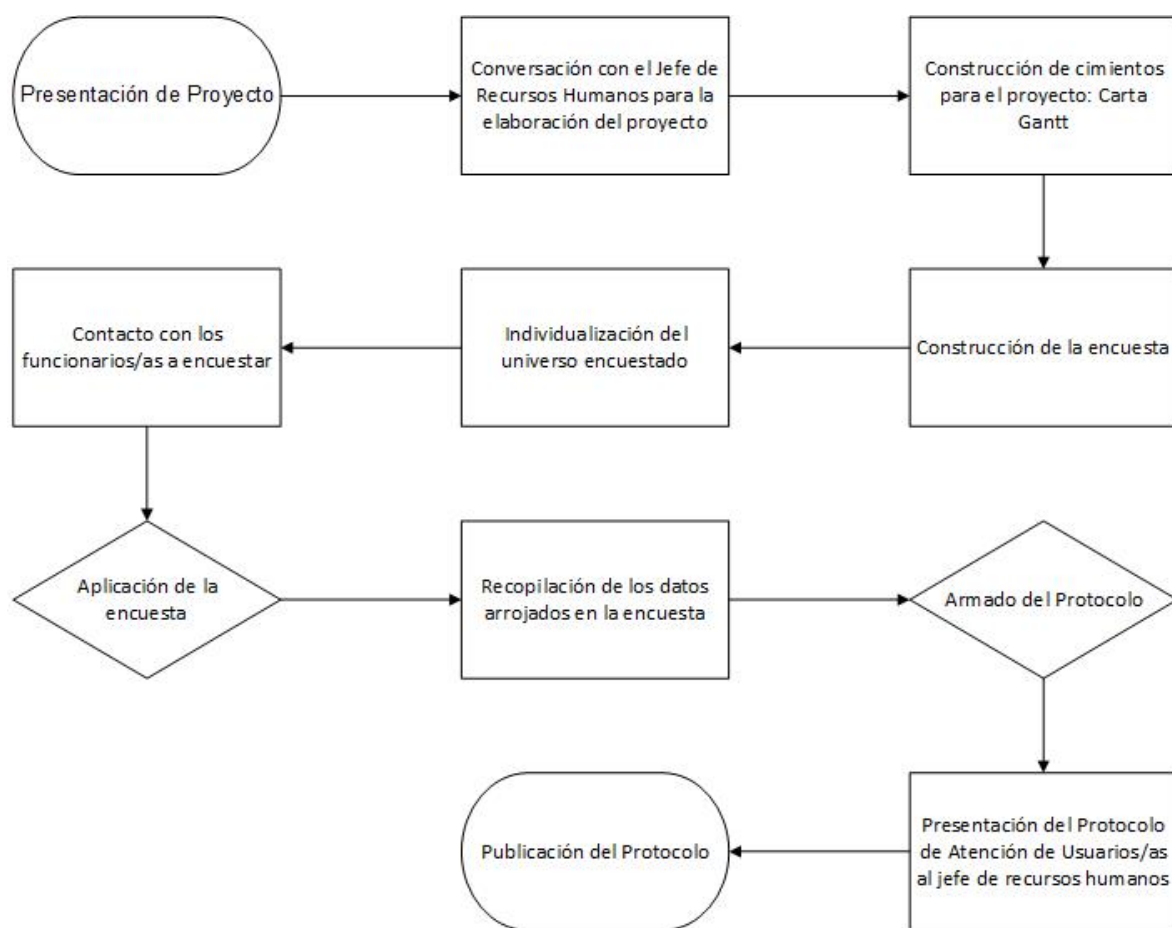 Presentación de Proyecto
Conversación con el Jefe de
Recursos Humanos para la
elaboración del proyecto
Construcción de cimientos
para el proyecto: Carta
Gantt
Construcción de la encuesta
Individualización del
universo encuestado
Contacto con los
funcionarios/as a encuestar
Aplicación de la
encuesta
Recopilación de los datos
arrojados en la encuesta
Armado del Protocolo
Presentación del Protocolo
de Atención de Usuarios/as
al jefe de recursos humanos
Publicación del Protocolo